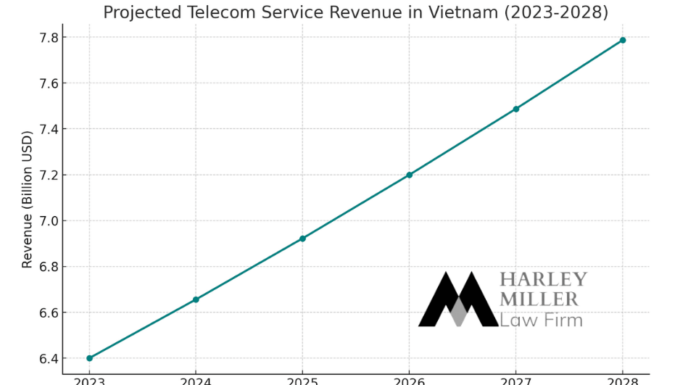 Projected Telecom Service Revenue in Vietnam (2023-2028)
Revenue (Billion USD)
7.8
7.6
7.4
7.2
7.0
6.8
6.6
6.4
HARLEY
MILLER
Law Firm
2023 2024 2025 2026 2027 2028